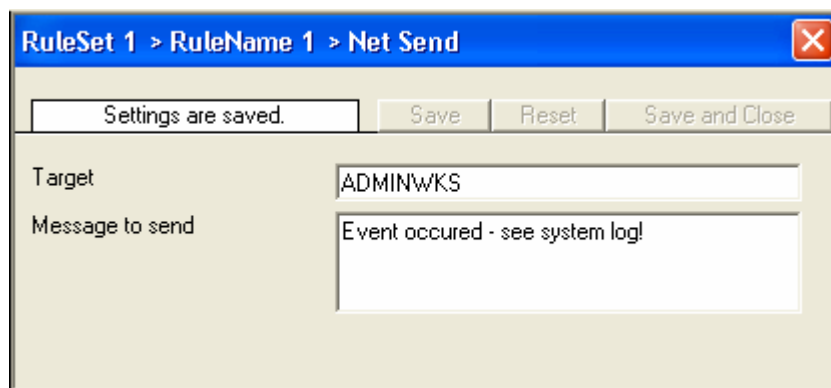 RuleSet 1 > RuleName 1 > Net Send
Settings are saved. Save Reset Save and Close
Target ADMINWKS
Message to send Event occured - see system log!